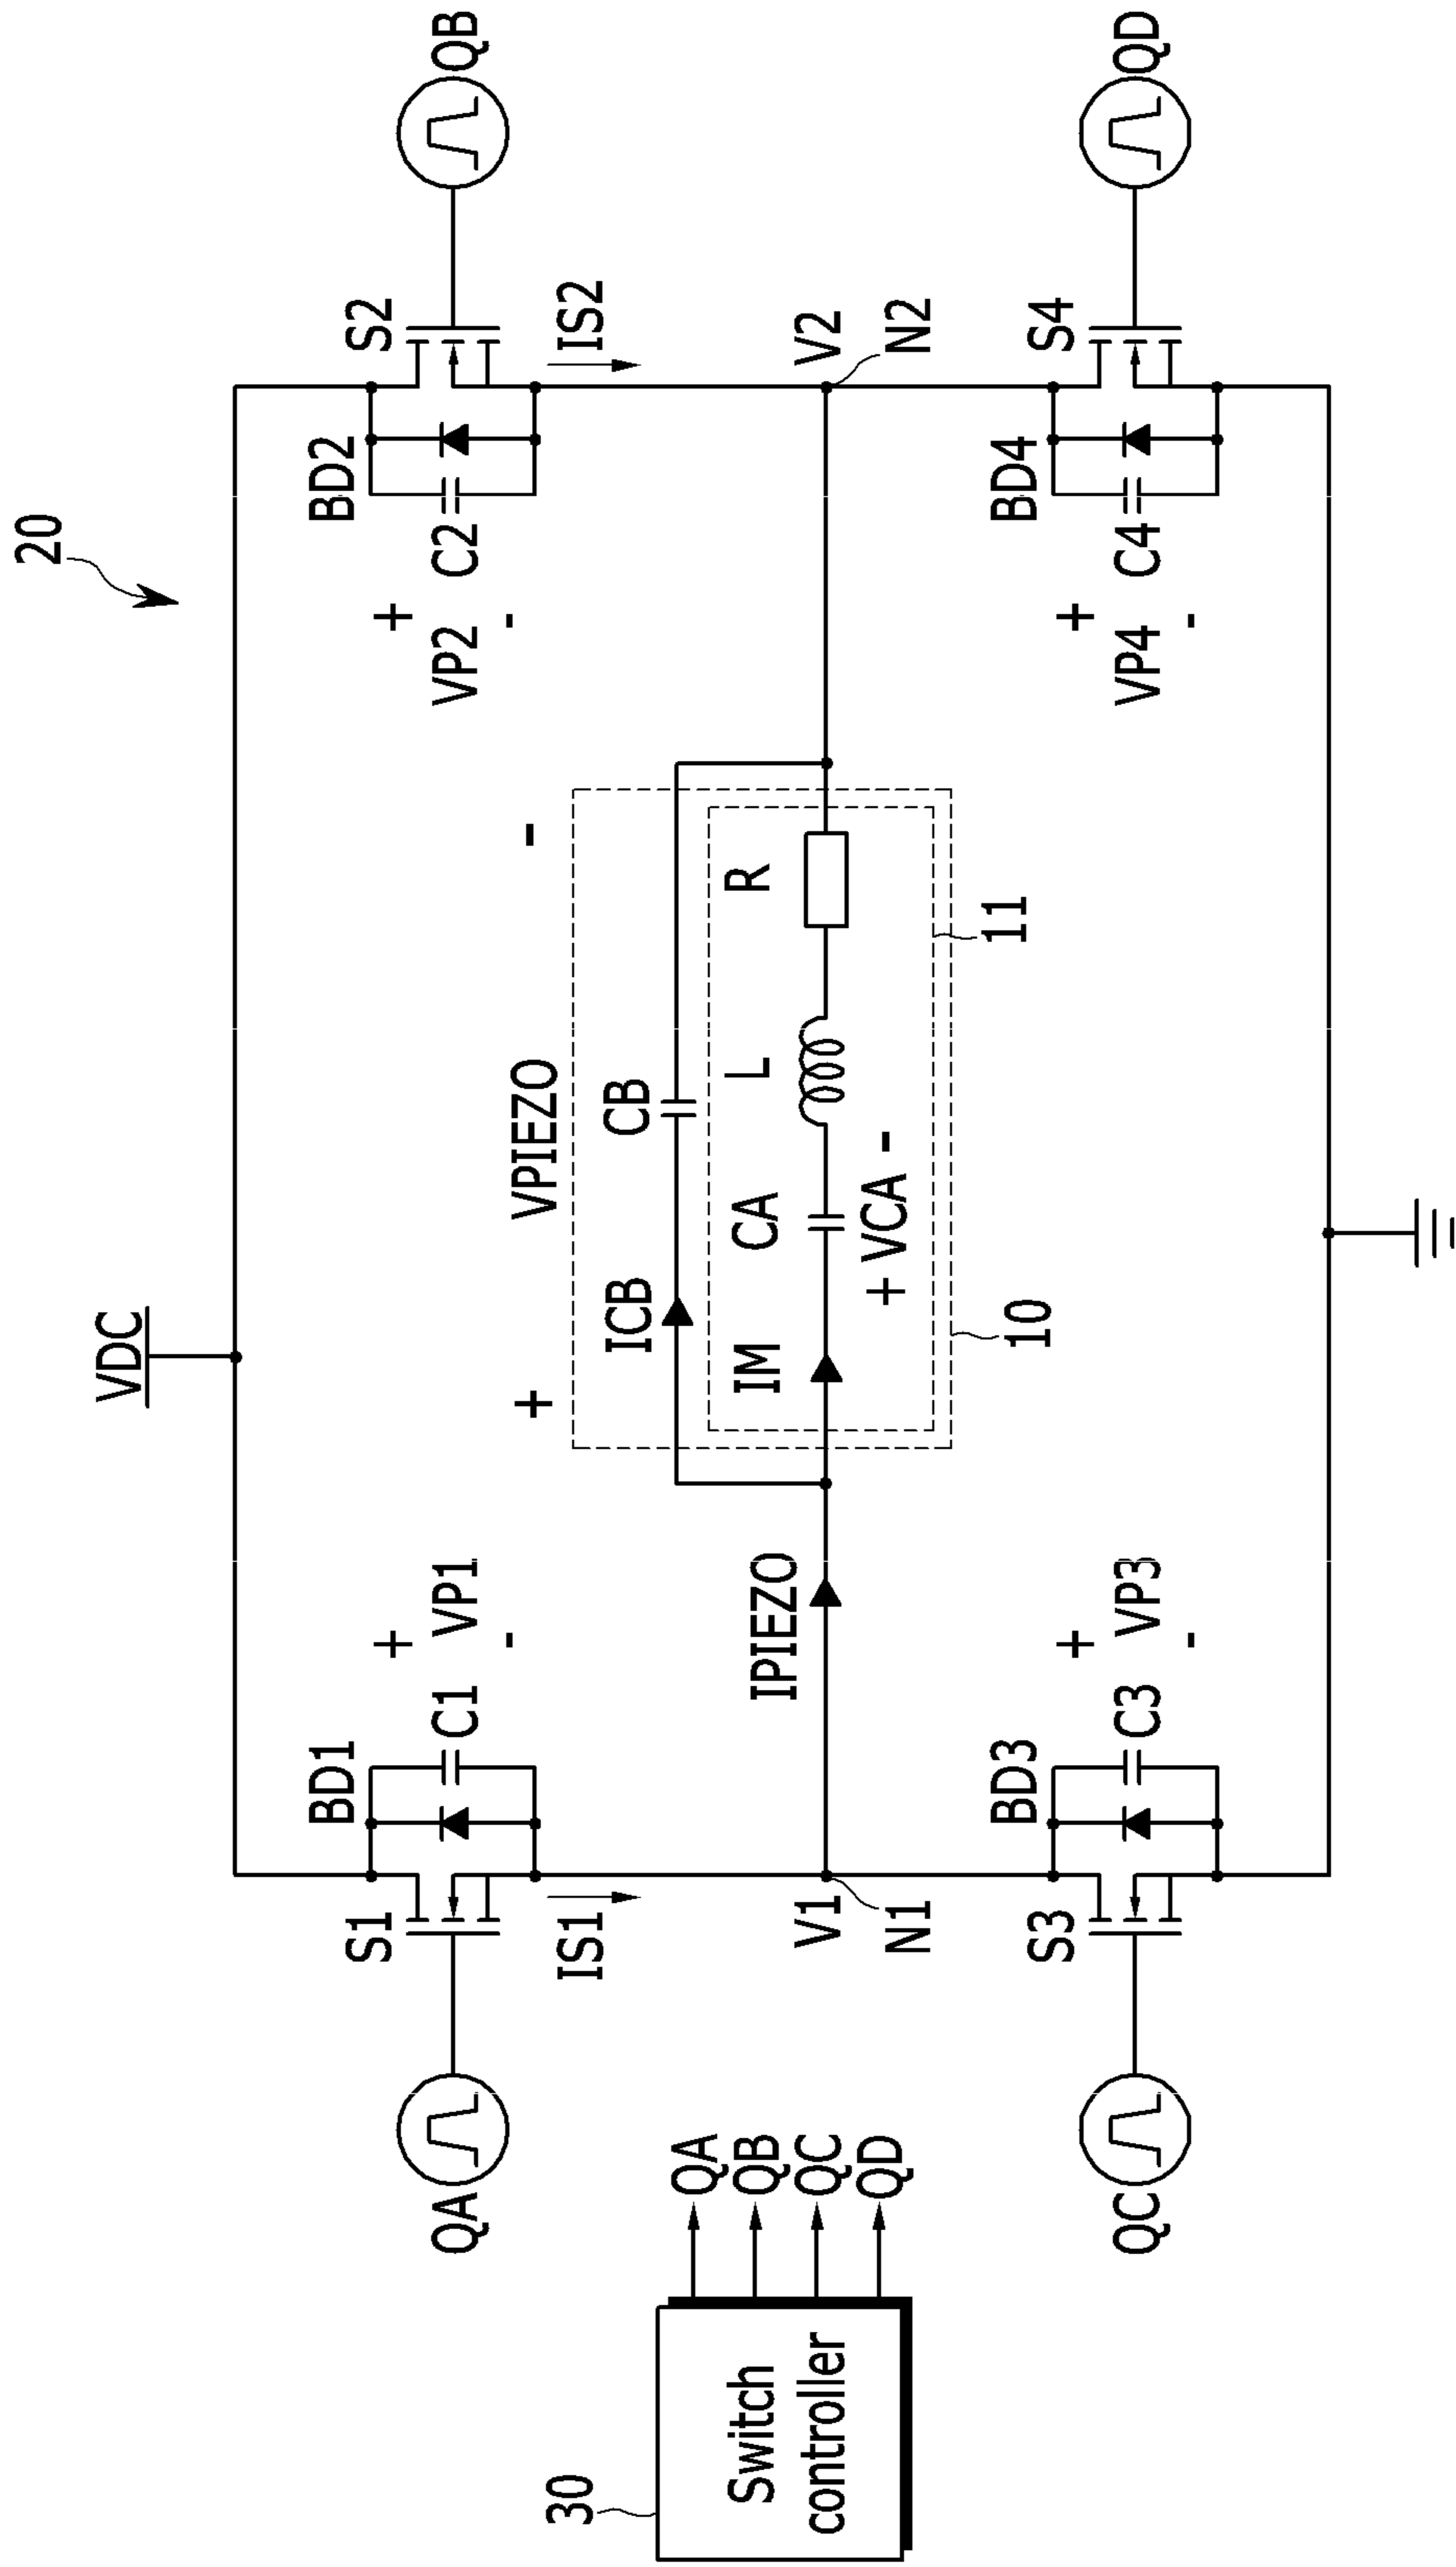 20
VDC
QA
S1
BD1
C1
+
VP1
-
IS1
+
VPIEZO
-
+
VP2
-
C2
BD2
S2
IS2
QB
30
Switch
controller
QA
QB
QC
QD
V1
N1
IPIEZO
ICB
CB
IM
CA
L
R
+ VCA -
10
11
V2
N2
QC
S3
BD3
C3
+
VP3
-
+
VP4
-
C4
BD4
S4
QD